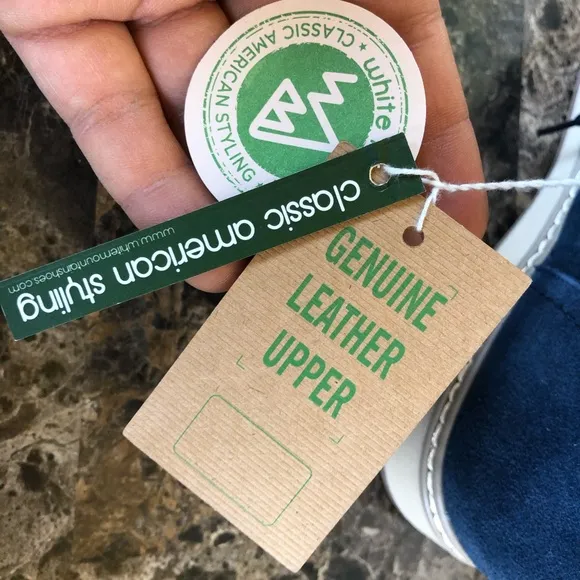 white
★ CLASSIC AMERICAN STYLING ★
classic american styling
www.whitemountainshoes.com
GENUINE
LEATHER
UPPER